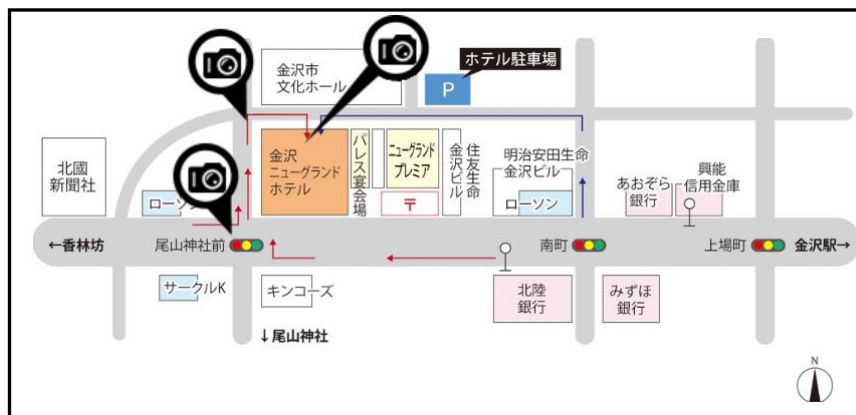 ホテル駐車場
P
金沢市
文化ホール
北國
新聞社
金沢
ニューグランド
ホテル
パレス宴会場
ニューグランド
プレミア
住友生命
金沢ビル
明治安田生命
金沢ビル
ローソン
あおぞら
銀行
興能
信用金庫
〒
←香林坊
尾山神社前
南町
上場町
金沢駅→
サークルK
キンコーズ
↓尾山神社
北陸
銀行
みずほ
銀行
N